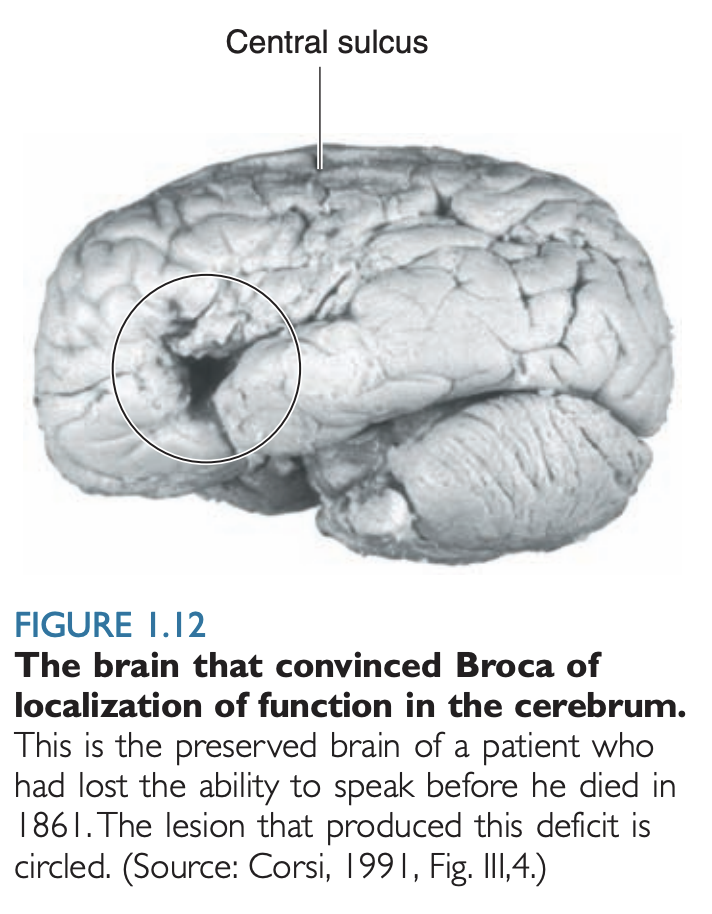 Central sulcus
FIGURE 1.12
The brain that convinced Broca of
localization of function in the cerebrum.
This is the preserved brain of a patient who
had lost the ability to speak before he died in
1861. The lesion that produced this deficit is
circled. (Source: Corsi, 1991, Fig. III,4.)